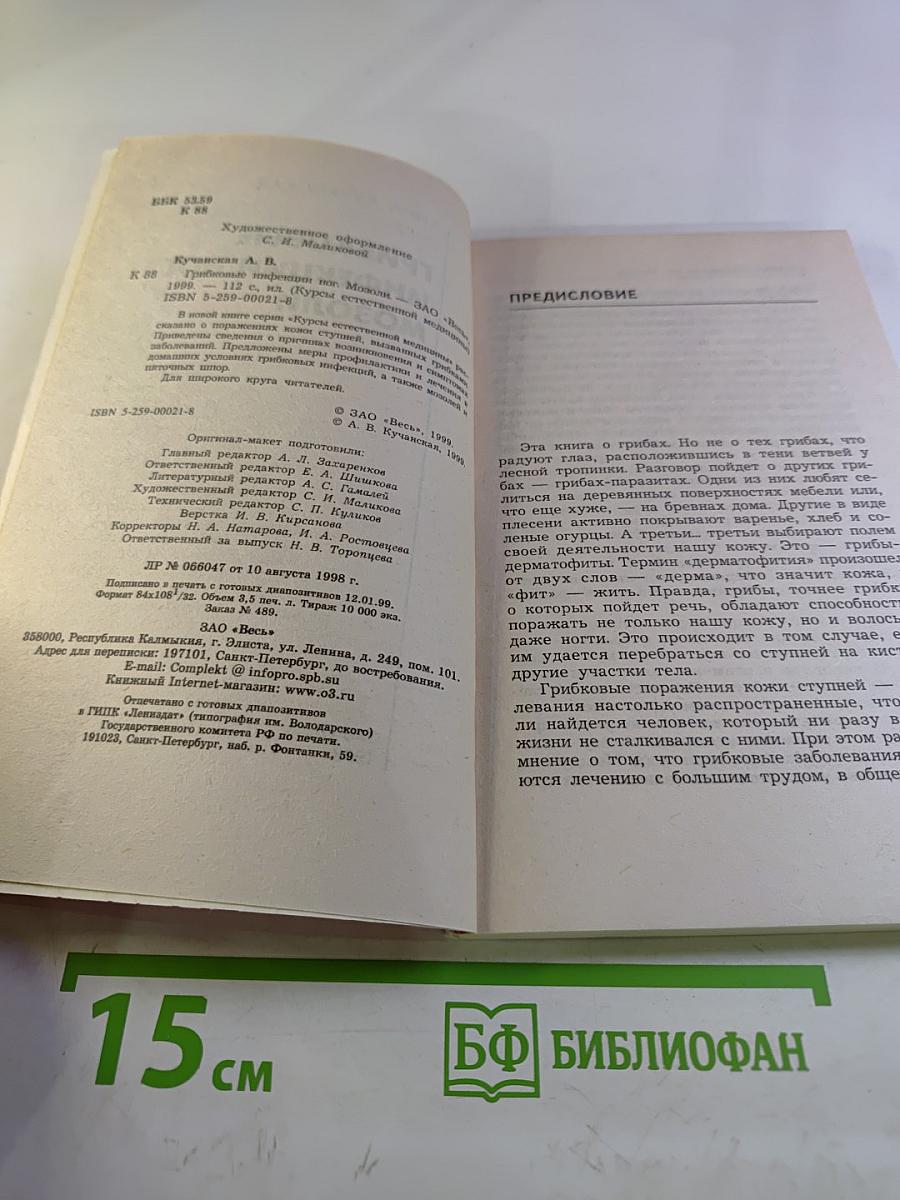 ББК 53.59
К 88
Художественное оформление
С. И. Маликовой
Кучанская А. В.
К 88 Грибковые инфекции ног. Мозоли. — ЗАО «Весь»,
1999. — 112 с., ил. (Курсы естественной медицины)
ISBN 5-259-00021-8
В новой книге серии «Курсы естественной медицины» рас-
сказано о поражениях кожи ступней, вызванных грибками.
Приведены сведения о причинах возникновения и симптомах
заболеваний. Предложены меры профилактики и лечения в
домашних условиях грибковых инфекций, а также мозолей и
пяточных шпор.
Для широкого круга читателей.
ISBN 5-259-00021-8
© ЗАО «Весь», 1999.
© А. В. Кучанская, 1999.
Оригинал-макет подготовили:
Главный редактор А. Л. Захаренков
Ответственный редактор Е. А. Шишкова
Литературный редактор А. С. Гамалей
Художественный редактор С. И. Маликова
Технический редактор С. П. Куликов
Верстка И. В. Кирсанова
Корректоры Н. А. Натарова, И. А. Ростовцева
Ответственный за выпуск Н. В. Торопцева
ЛР № 066047 от 10 августа 1998 г.
Подписано в печать с готовых диапозитивов 12.01.99.
Формат 84х108¹/32. Объем 3,5 печ. л. Тираж 10 000 экз.
Заказ № 489.
ЗАО «Весь»
358000, Республика Калмыкия, г. Элиста, ул. Ленина, д. 249, пом. 101.
Адрес для переписки: 197101, Санкт-Петербург, до востребования.
E-mail: Complekt @ infopro.spb.su
Книжный Internet-магазин: www.o3.ru
Отпечатано с готовых диапозитивов
в ГИПК «Лениздат» (типография им. Володарского)
Государственного комитета РФ по печати.
191023, Санкт-Петербург, наб. р. Фонтанки, 59.
ПРЕДИСЛОВИЕ
Эта книга о грибах. Но не о тех грибах, что
радуют глаз, расположившись в тени ветвей у
лесной тропинки. Разговор пойдет о других гри-
бах — грибах-паразитах. Одни из них любят се-
литься на деревянных поверхностях мебели или,
что еще хуже, — на бревнах дома. Другие в виде
плесени активно покрывают варенье, хлеб и со-
леные огурцы. А третьи... третьи выбирают полем
своей деятельности нашу кожу. Это — грибы-
дерматофиты. Термин «дерматофития» произошел
от двух слов — «дерма», что значит кожа,
«фит» — жить. Правда, грибы, точнее грибк
о которых пойдет речь, обладают способност
поражать не только нашу кожу, но и волос
даже ногти. Это происходит в том случае, е
им удается перебраться со ступней на кист
другие участки тела.
Грибковые поражения кожи ступней —
левания настолько распространенные, что
ли найдется человек, который ни разу в
жизни не сталкивался с ними. При этом ра
мнение о том, что грибковые заболевания
ются лечению с большим трудом, в обще
15 см
БФ БИБЛИОФАН